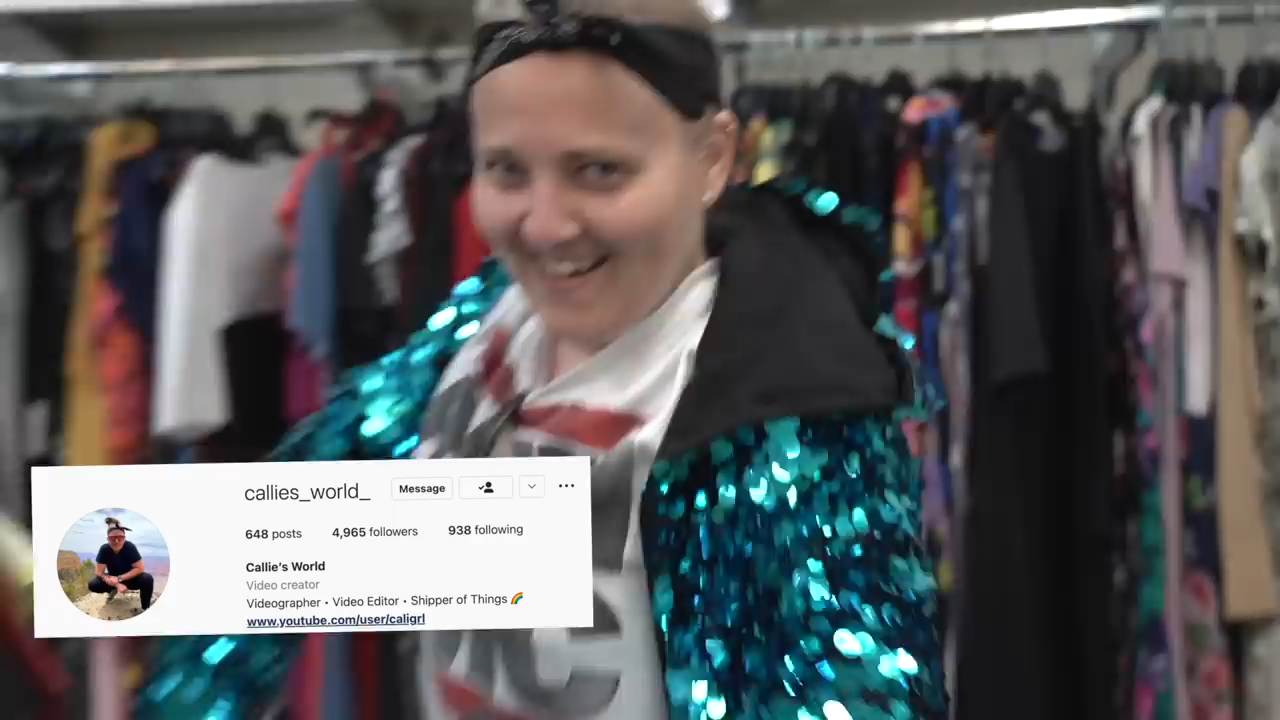 callies_world_ Message
648 posts 4,965 followers 938 following
Callie's World
Video creator
Videographer • Video Editor • Shipper of Things 🌈
www.youtube.com/user/caligrl